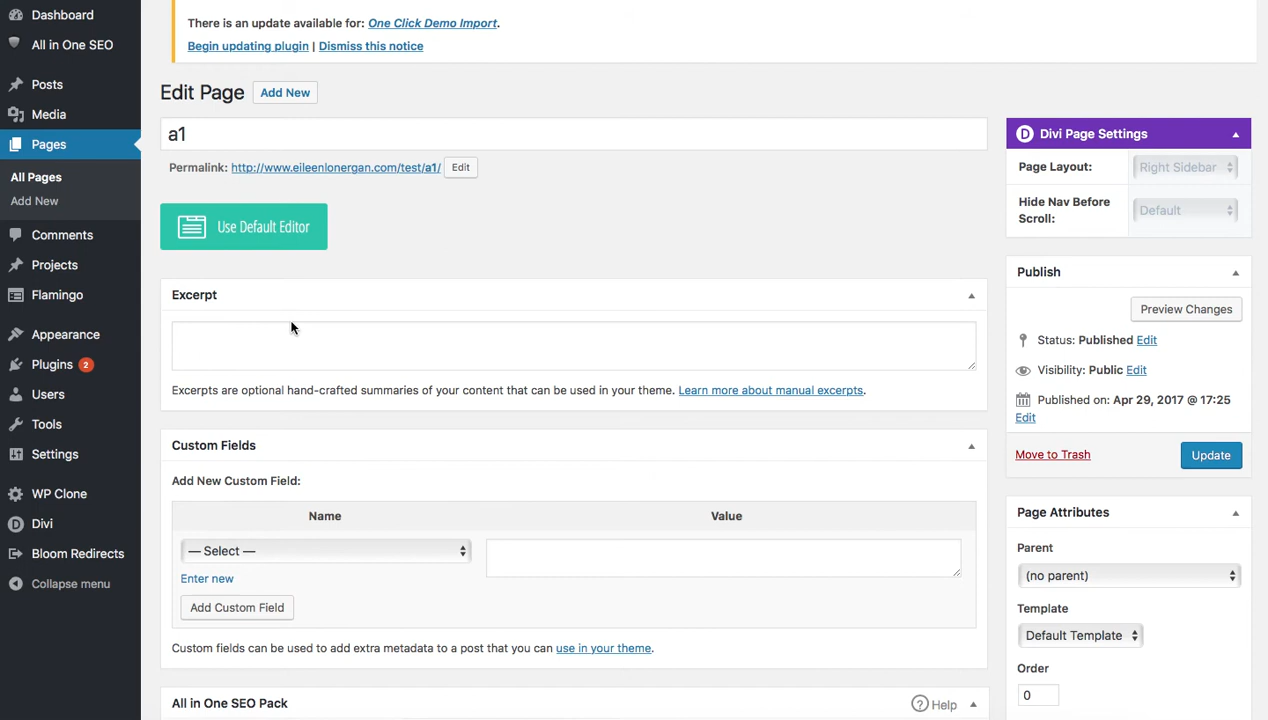 Dashboard
All in One SEO
Posts
Media
Pages
All Pages
Add New
Comments
Projects
Flamingo
Appearance
Plugins 2
Users
Tools
Settings
WP Clone
Divi
Bloom Redirects
Collapse menu
There is an update available for: One Click Demo Import.
Begin updating plugin | Dismiss this notice
Edit Page Add New
a1
Permalink: http://www.eileenlonergan.com/test/a1/ Edit
Use Default Editor
Excerpt
Excerpts are optional hand-crafted summaries of your content that can be used in your theme. Learn more about manual excerpts.
Custom Fields
Add New Custom Field:
Name Value
— Select —
Enter new
Add Custom Field
Custom fields can be used to add extra metadata to a post that you can use in your theme.
All in One SEO Pack ? Help
D Divi Page Settings
Page Layout: Right Sidebar
Hide Nav Before
Scroll:
Default
Publish
Preview Changes
Status: Published Edit
Visibility: Public Edit
Published on: Apr 29, 2017 @ 17:25
Edit
Move to Trash Update
Page Attributes
Parent
(no parent)
Template
Default Template
Order
0